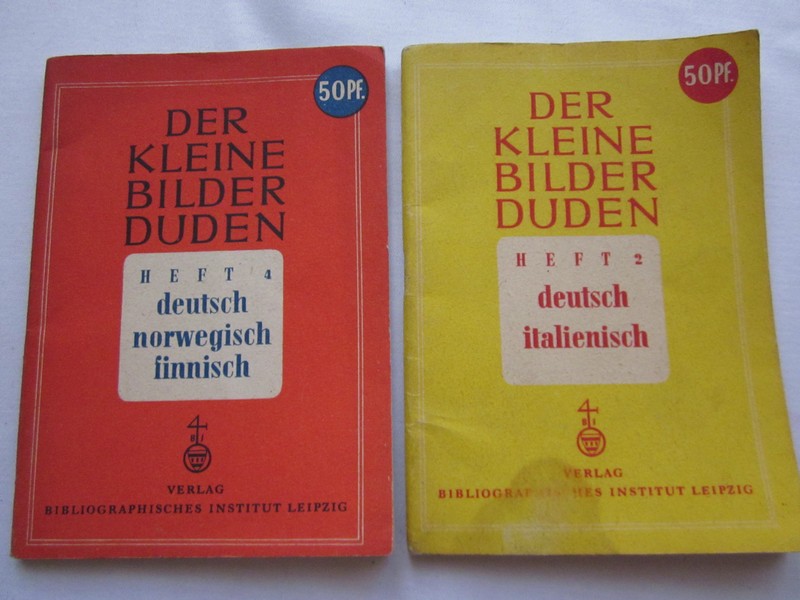 50 PF.
DER
KLEINE
BILDER
DUDEN
HEFT 4
deutsch
norwegisch
finnisch
B I
VERLAG
BIBLIOGRAPHISCHES INSTITUT LEIPZIG
50 PF.
DER
KLEINE
BILDER
DUDEN
HEFT 2
deutsch
italienisch
B I
VERLAG
BIBLIOGRAPHISCHES INSTITUT LEIPZIG